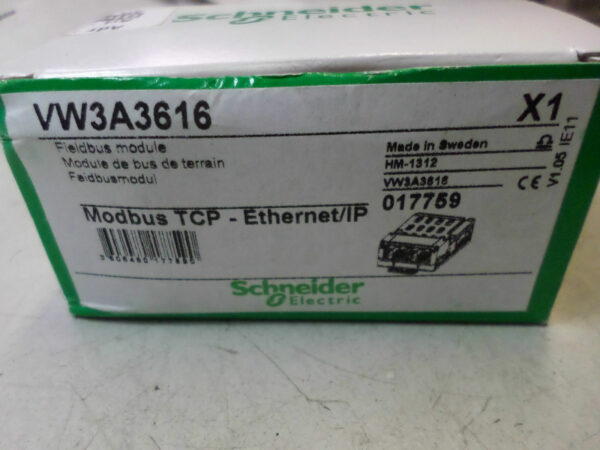 Schneider
Electric
VW3A3616
X1
Fieldbus module
Module de bus de terrain
Feldbusmodul
Made in Sweden
HM-1312
VW3A3616
V1.05 IE11
CE
017759
Modbus TCP - Ethernet/IP
Schneider
Electric